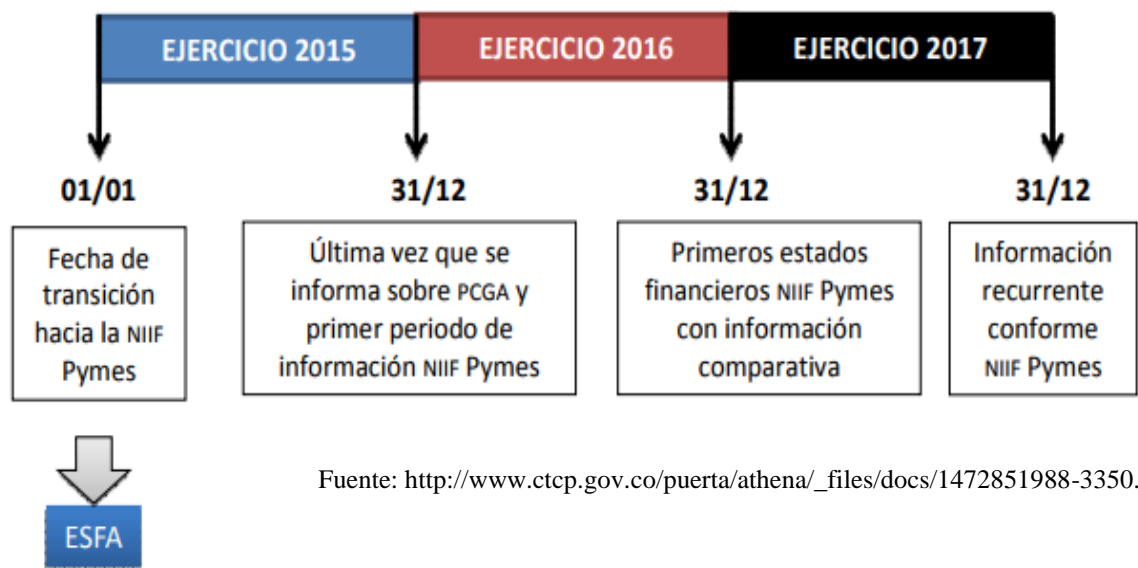 EJERCICIO 2015
EJERCICIO 2016
EJERCICIO 2017
01/01
31/12
31/12
31/12
Fecha de
transición
hacia la NIIF
Pymes
Última vez que se
informa sobre PCGA y
primer periodo de
información NIIF Pymes
Primeros estados
financieros NIIF Pymes
con información
comparativa
Información
recurrente
conforme
NIIF Pymes
Fuente: http://www.ctcp.gov.co/puerta/athena/_files/docs/1472851988-3350.
ESFA